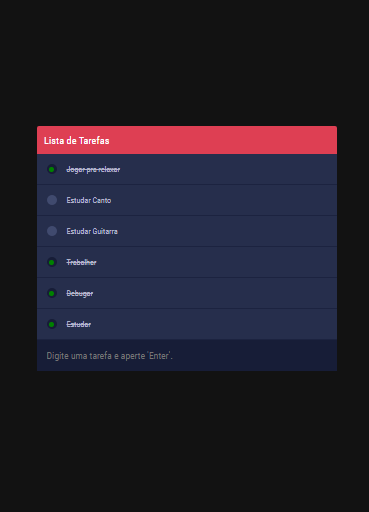 Lista de Tarefas
Jogar pra relaxar
Estudar Canto
Estudar Guitarra
Trabalhar
Debugar
Estudar
Digite uma tarefa e aperte 'Enter'.